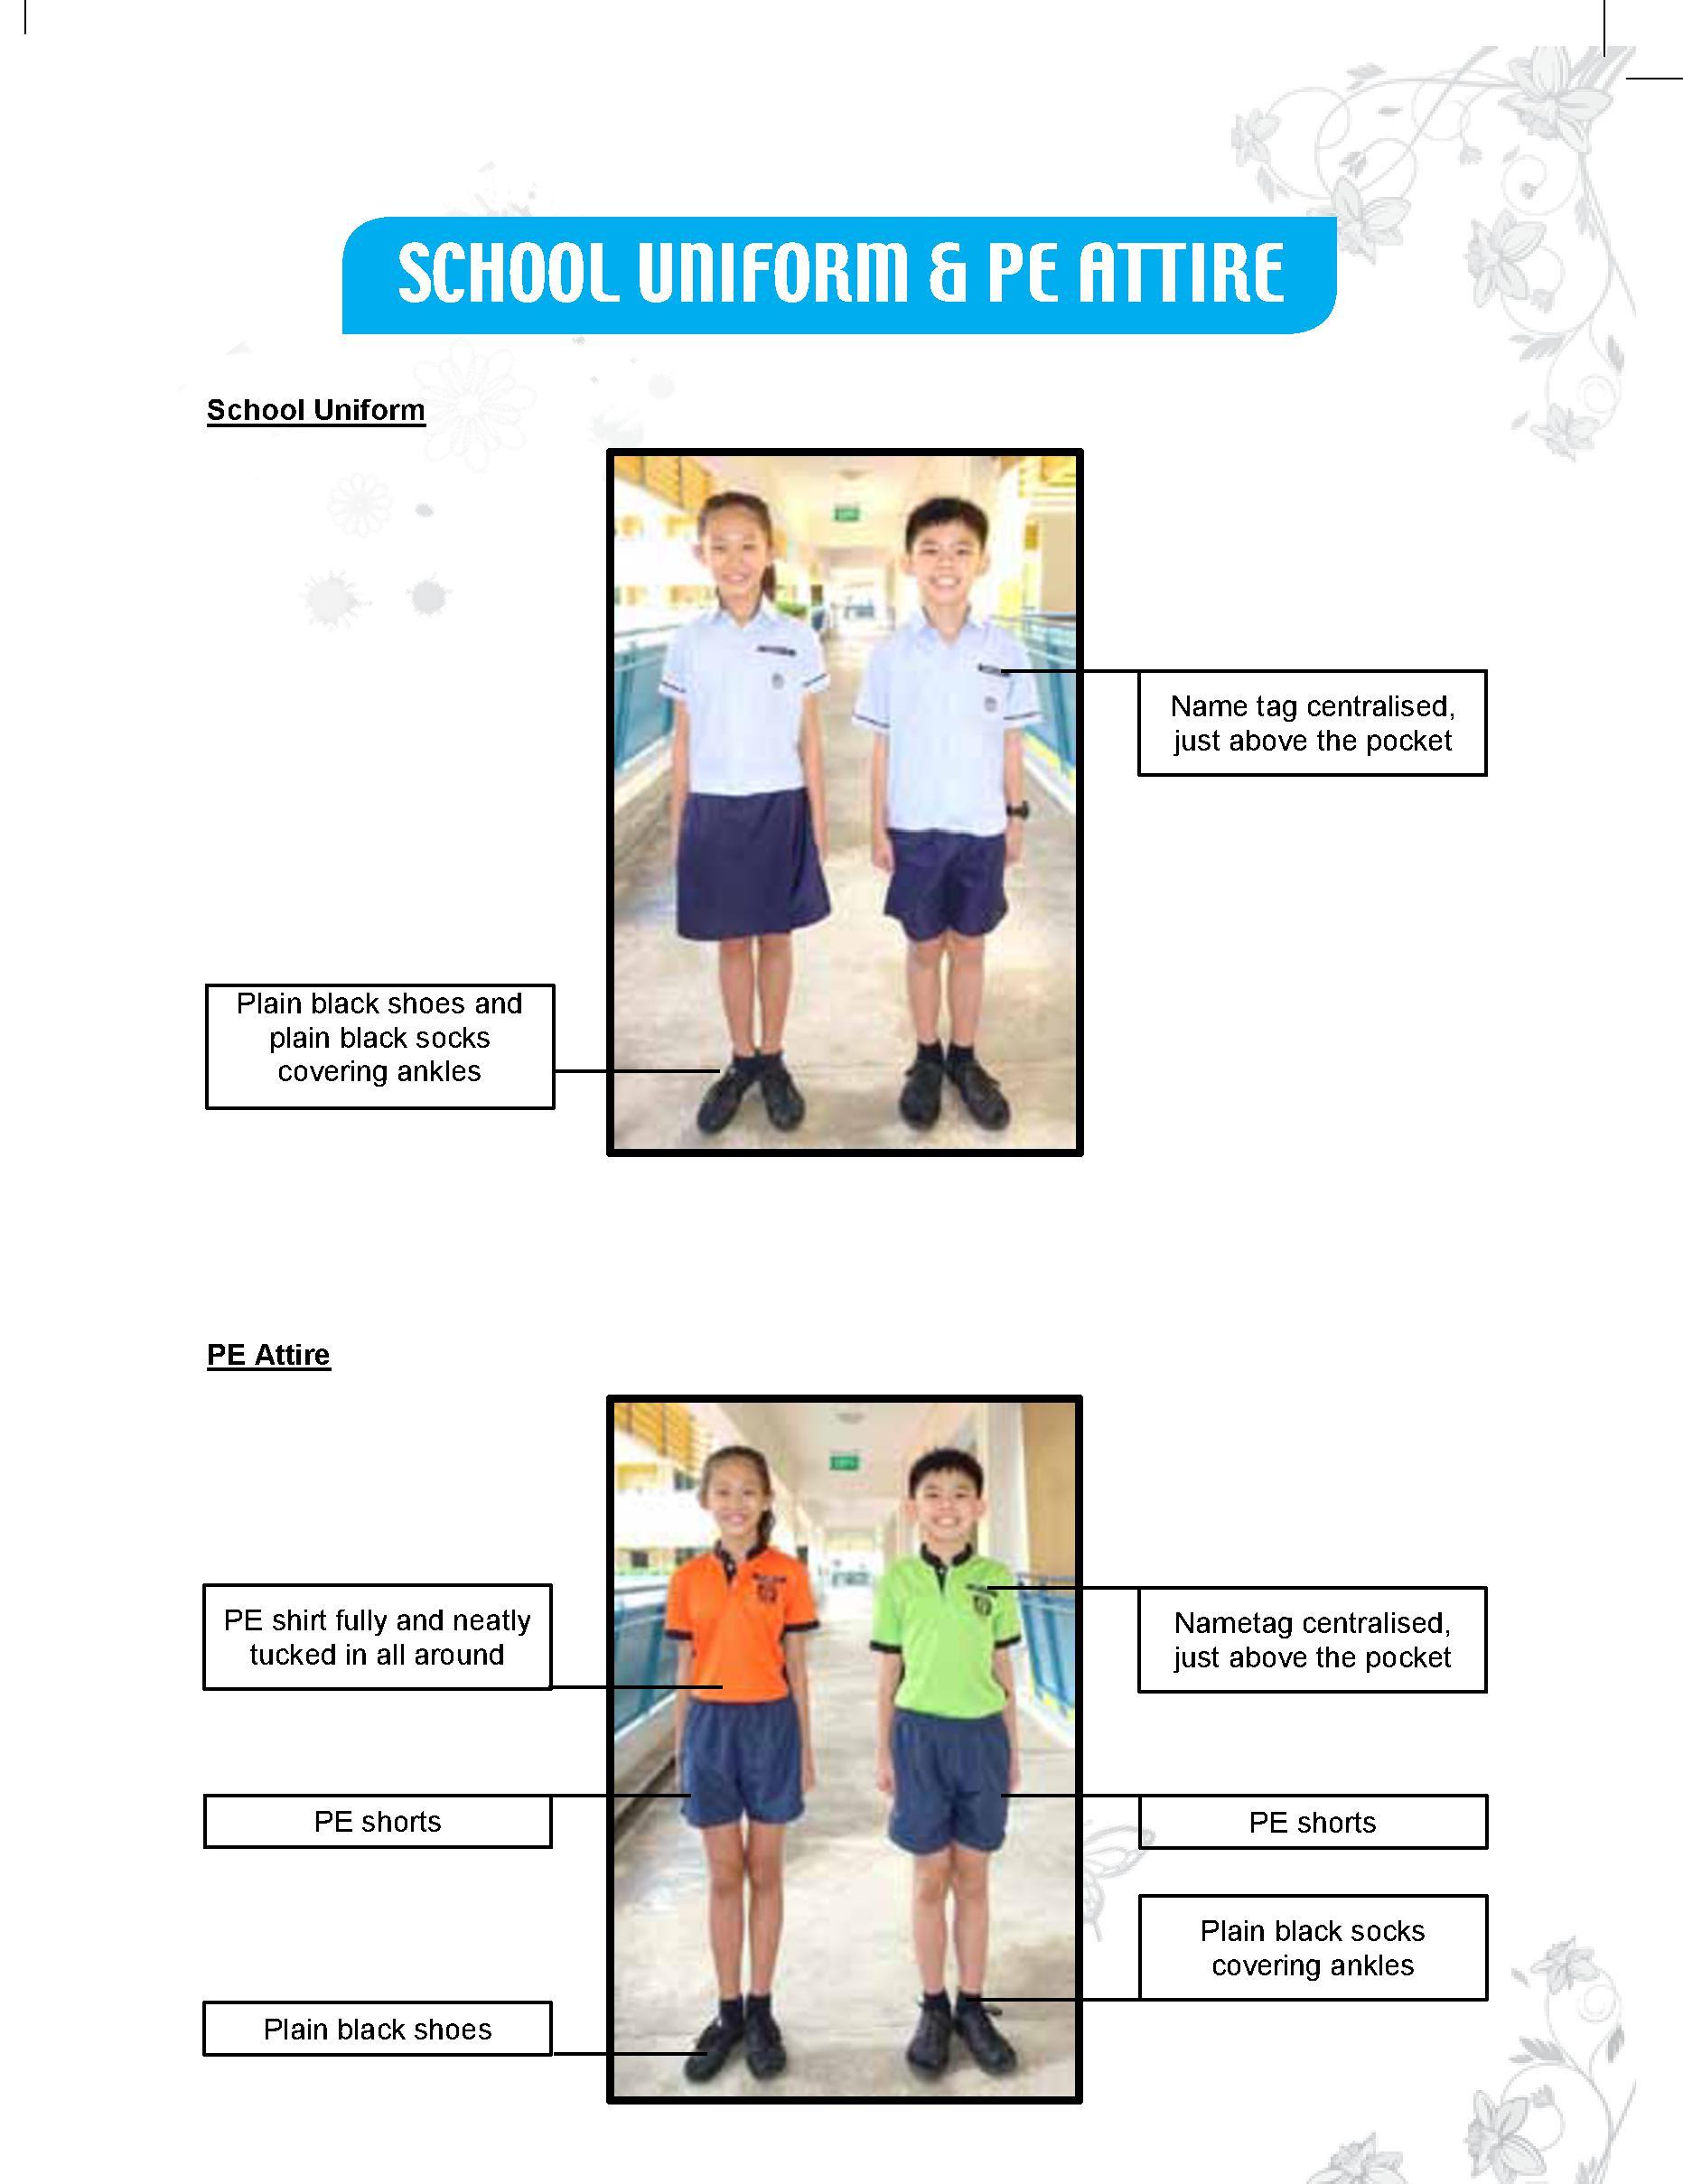 SCHOOL UNIFORM & PE ATTIRE
School Uniform
Name tag centralised,
just above the pocket
Plain black shoes and
plain black socks
covering ankles
PE Attire
PE shirt fully and neatly
tucked in all around
Nametag centralised,
just above the pocket
PE shorts
PE shorts
Plain black socks
covering ankles
Plain black shoes